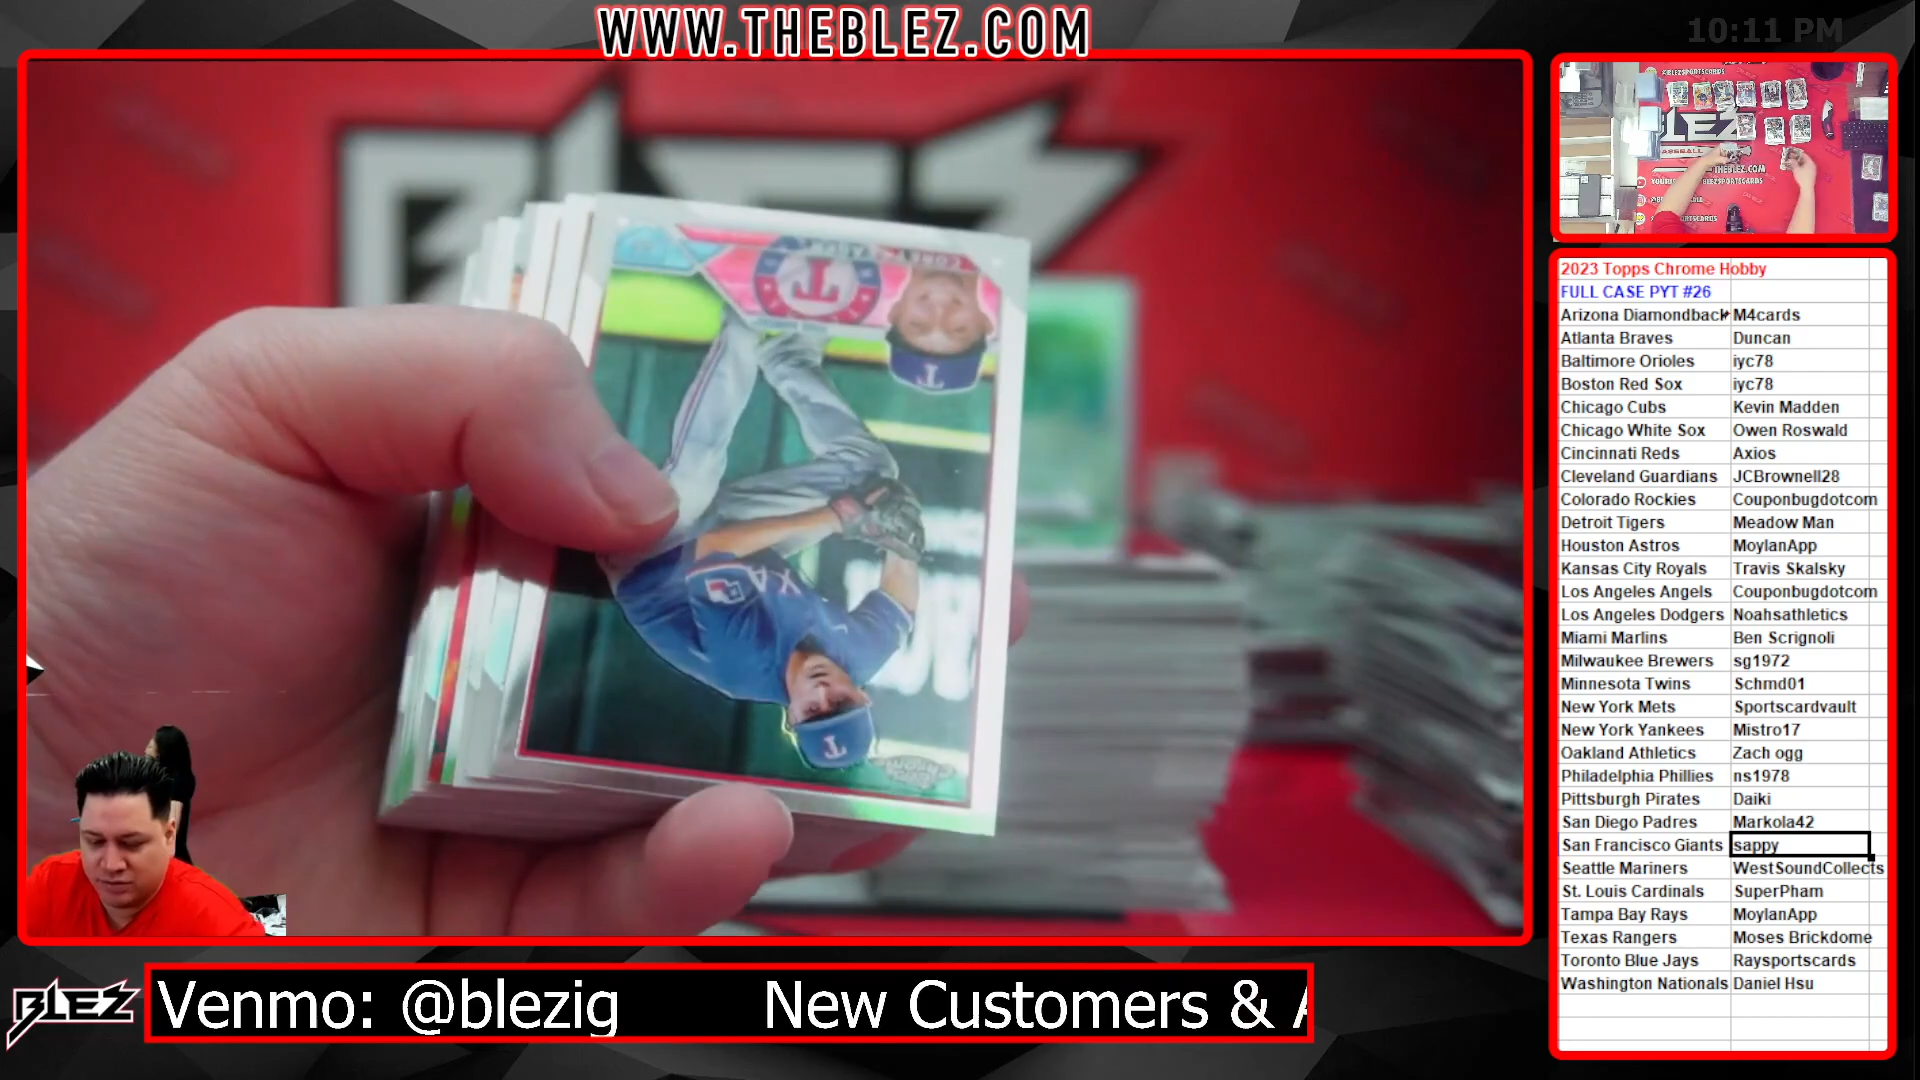 WWW.THEBLEZ.COM
10:11 PM
BLEZ
T
T
T
BLEZ
THEBLEZ.COM
2023 Topps Chrome Hobby
FULL CASE PYT #26
Arizona Diamondback M4cards
Atlanta Braves Duncan
Baltimore Orioles iyc78
Boston Red Sox iyc78
Chicago Cubs Kevin Madden
Chicago White Sox Owen Roswald
Cincinnati Reds Axios
Cleveland Guardians JCBrownell28
Colorado Rockies Couponbugdotcom
Detroit Tigers Meadow Man
Houston Astros MoylanApp
Kansas City Royals Travis Skalsky
Los Angeles Angels Couponbugdotcom
Los Angeles Dodgers Noahsathletics
Miami Marlins Ben Scrignoli
Milwaukee Brewers sg1972
Minnesota Twins Schmd01
New York Mets Sportscardvault
New York Yankees Mistro17
Oakland Athletics Zach ogg
Philadelphia Phillies ns1978
Pittsburgh Pirates Daiki
San Diego Padres Markola42
San Francisco Giants sappy
Seattle Mariners WestSoundCollects
St. Louis Cardinals SuperPham
Tampa Bay Rays MoylanApp
Texas Rangers Moses Brickdome
Toronto Blue Jays Raysportscards
Washington Nationals Daniel Hsu
BLEZ
Venmo: @blezig New Customers & A